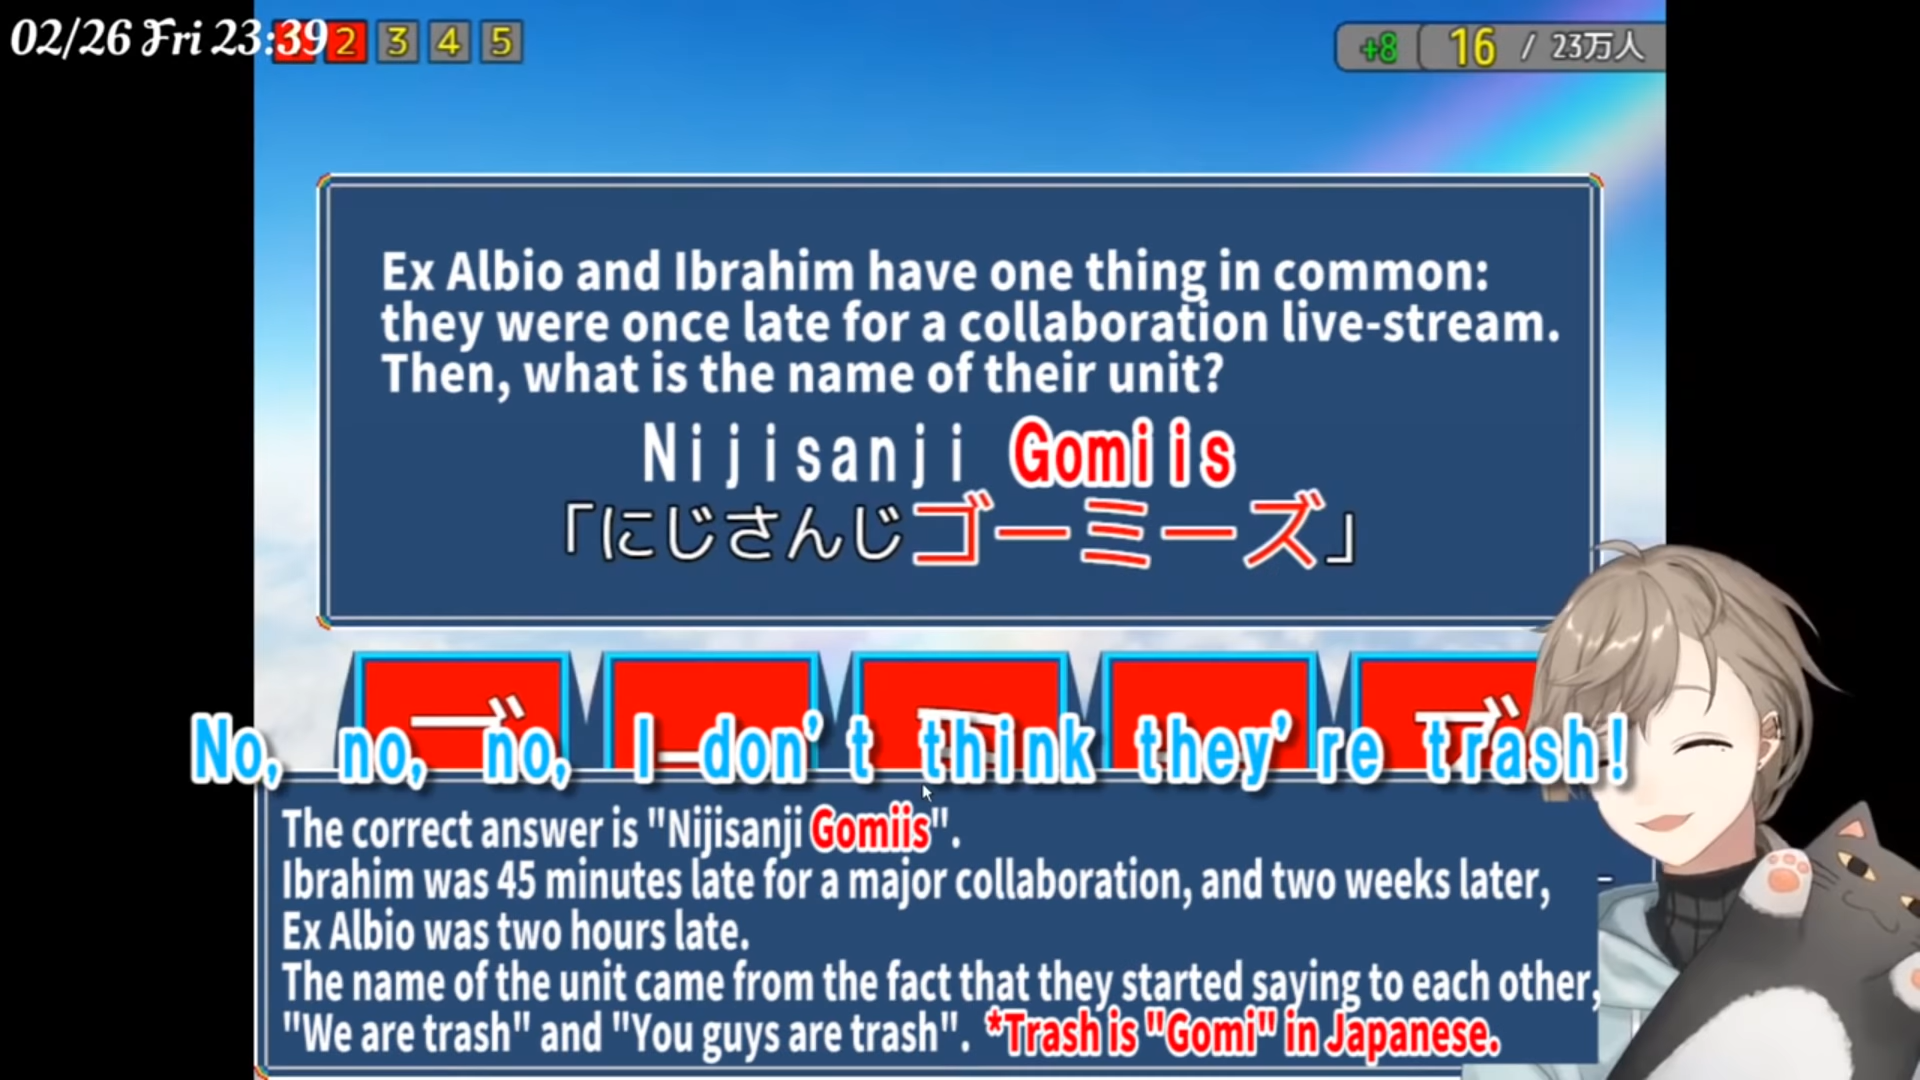 02/26 Fri 23:39
2 3 4 5
+8 16 / 23万人
Ex Albio and Ibrahim have one thing in common:
they were once late for a collaboration live-stream.
Then, what is the name of their unit?
Nijisanji Gomiis
「にじさんじゴーミーズ」
No, no, no, I don't think they're trash!
The correct answer is "Nijisanji Gomiis".
Ibrahim was 45 minutes late for a major collaboration, and two weeks later,
Ex Albio was two hours late.
The name of the unit came from the fact that they started saying to each other,
"We are trash" and "You guys are trash". *Trash is "Gomi" in Japanese.